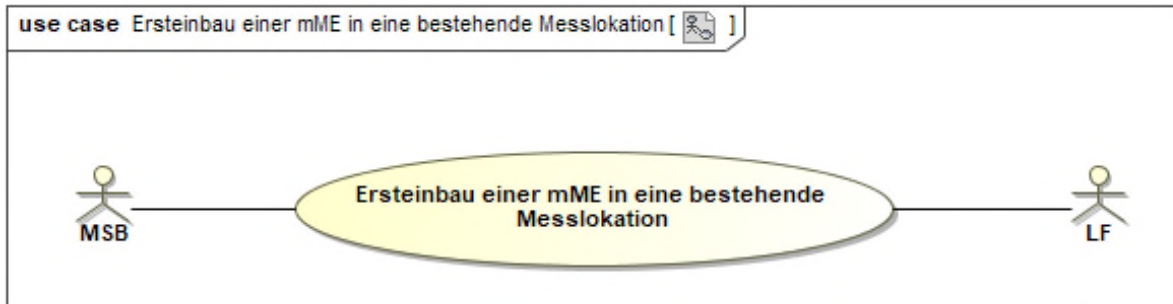 use case Ersteinbau einer mME in eine bestehende Messlokation [ ]
Ersteinbau einer mME in eine bestehende
Messlokation
MSB
LF